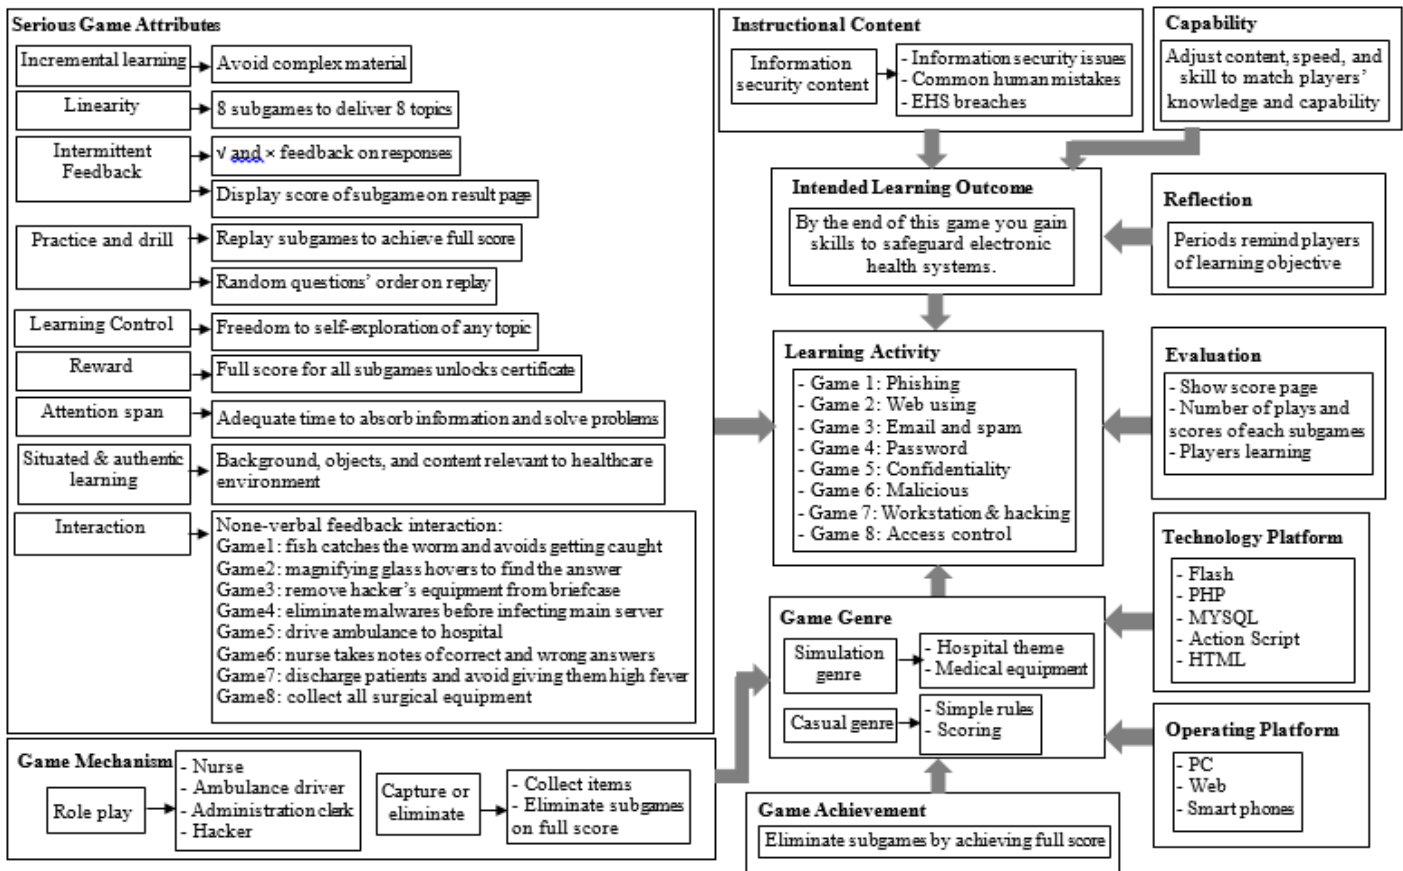 Serious Game Attributes
Incremental learning
Avoid complex material
Linearity
8 subgames to deliver 8 topics
Intermittent
Feedback
√ and × feedback on responses
Display score of subgame on result page
Practice and drill
Replay subgames to achieve full score
Random questions’ order on replay
Learning Control
Freedom to self-exploration of any topic
Reward
Full score for all subgames unlocks certificate
Attention span
Adequate time to absorb information and solve problems
Situated & authentic
learning
Background, objects, and content relevant to healthcare
environment
Interaction
None-verbal feedback interaction:
Game1: fish catches the worm and avoids getting caught
Game2: magnifying glass hovers to find the answer
Game3: remove hacker’s equipment from briefcase
Game4: eliminate malwares before infecting main server
Game5: drive ambulance to hospital
Game6: nurse takes notes of correct and wrong answers
Game7: discharge patients and avoid giving them high fever
Game8: collect all surgical equipment
Game Mechanism
Role play
- Nurse
- Ambulance driver
- Administration clerk
- Hacker
Capture or
eliminate
- Collect items
- Eliminate subgames
on full score
Instructional Content
Information
security content
- Information security issues
- Common human mistakes
- EHS breaches
Capability
Adjust content, speed, and
skill to match players’
knowledge and capability
Intended Learning Outcome
By the end of this game you gain
skills to safeguard electronic
health systems.
Reflection
Periods remind players
of learning objective
Learning Activity
- Game 1: Phishing
- Game 2: Web using
- Game 3: Email and spam
- Game 4: Password
- Game 5: Confidentiality
- Game 6: Malicious
- Game 7: Workstation & hacking
- Game 8: Access control
Evaluation
- Show score page
- Number of plays and
scores of each subgames
- Players learning
Technology Platform
- Flash
- PHP
- MYSQL
- Action Script
- HTML
Game Genre
Simulation
genre
- Hospital theme
- Medical equipment
Casual genre
- Simple rules
- Scoring
Operating Platform
- PC
- Web
- Smart phones
Game Achievement
Eliminate subgames by achieving full score